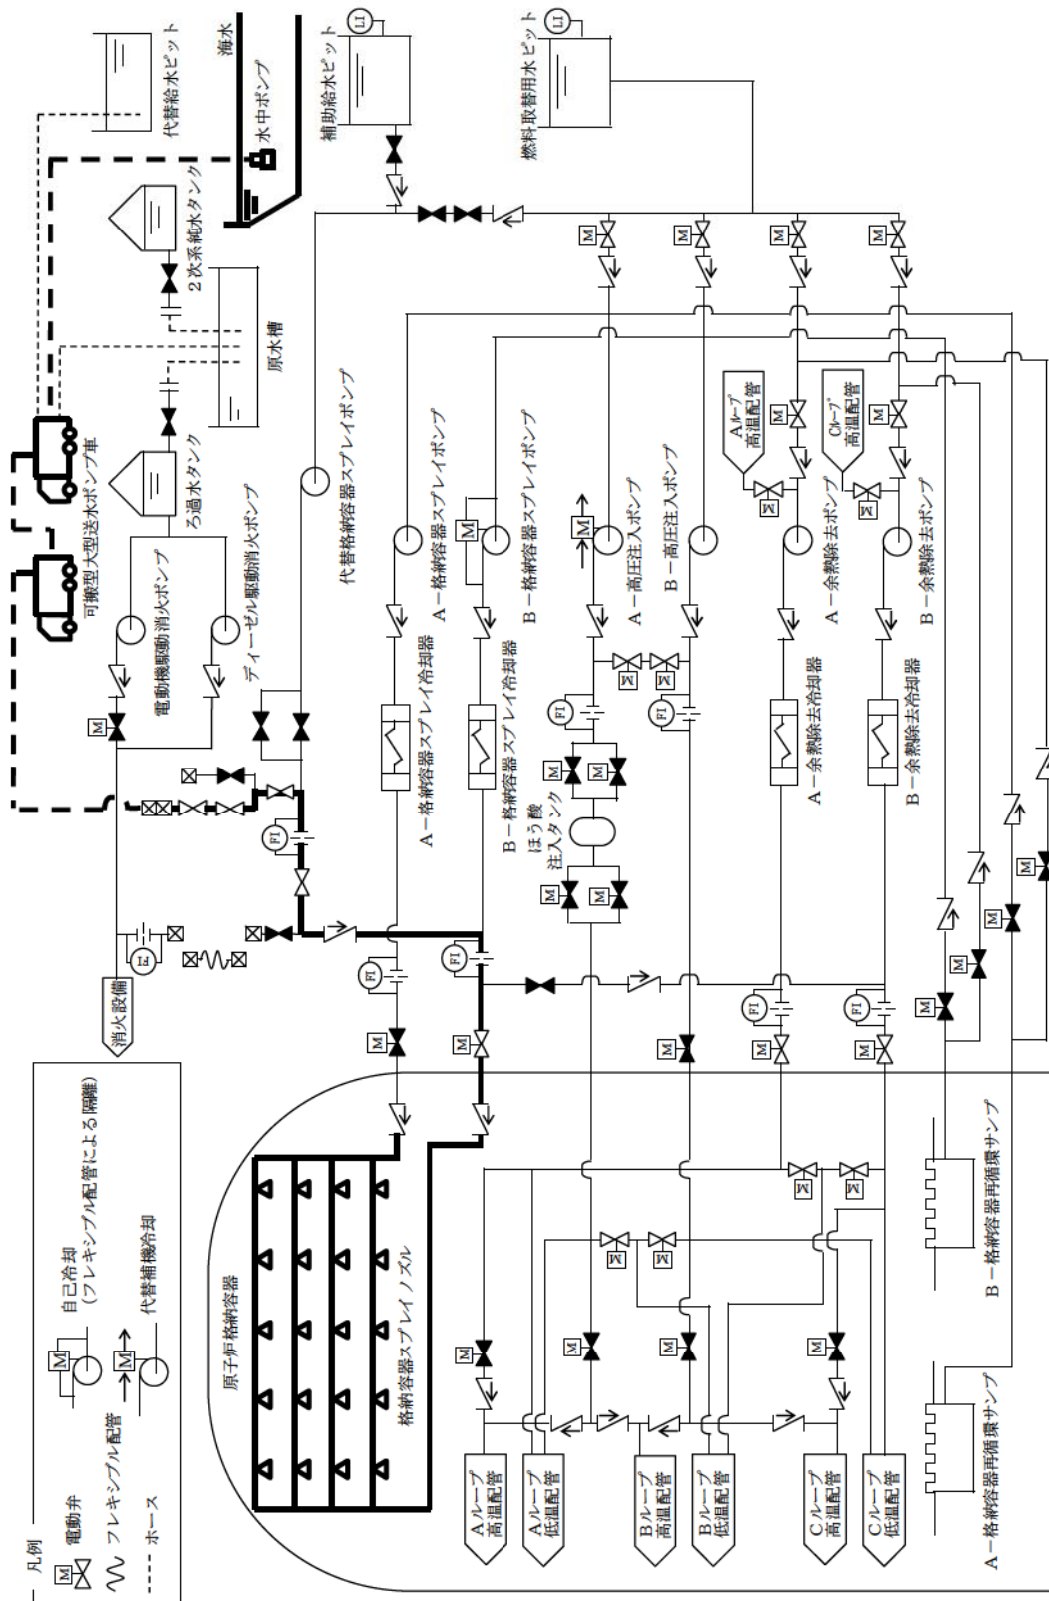 凡例
M
電動弁
フレキシブル配管
ホース
M
自己冷却
(フレキシブル配管による隔離)
M
代替補機冷却
消火設備
FI
FI
M
電動機駆動消火ポンプ
ディーゼル駆動消火ポンプ
可搬型大型送水ポンプ車
ろ過水タンク
2次系純水タンク
原水槽
代替給水ピット
海水
水中ポンプ
補助給水ピット
LI
燃料取替用水ピット
LI
代替格納容器スプレイポンプ
原子炉格納容器
格納容器スプレイノズル
FI
M
A－格納容器スプレイ冷却器
A－格納容器スプレイポンプ
FI
M
B－格納容器スプレイ冷却器
M
B－格納容器スプレイポンプ
ほう酸
注入タンク
M
M
M
M
FI
M
A－高圧注入ポンプ
M
M
M
FI
M
B－高圧注入ポンプ
M
M
FI
A－余熱除去冷却器
A－余熱除去ポンプ
Aループ
高温配管
M
M
M
M
FI
B－余熱除去冷却器
B－余熱除去ポンプ
Cループ
高温配管
M
M
M
Aループ
高温配管
Aループ
低温配管
Bループ
高温配管
Bループ
低温配管
Cループ
高温配管
Cループ
低温配管
M
M
M
M
M
M
M
M
M
M
M
M
B－格納容器再循環サンプ
A－格納容器再循環サンプ